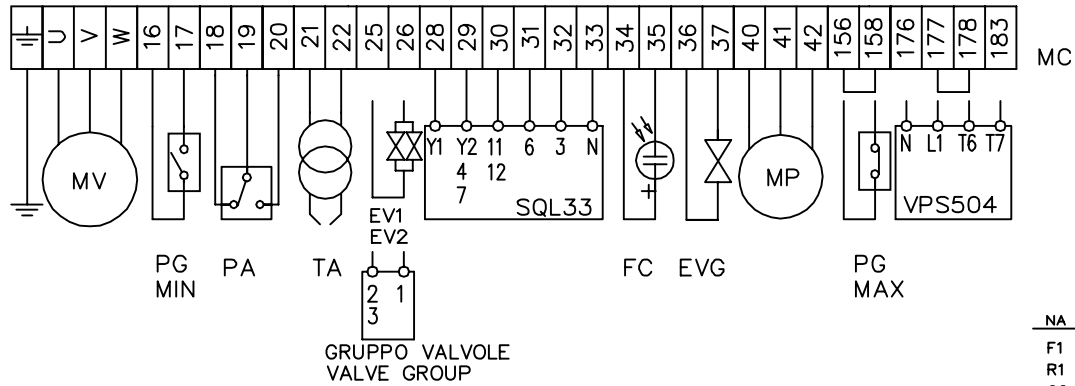 U V W 16 17 18 19 20 21 22 25 26 28 29 30 31 32 33 34 35 36 37 40 41 42 156 158 176 177 178 183 MC
Y1 Y2 11 6 3 N
4 12
7
SQL33
N L1 T6 T7
VPS504
MV
MP
+
EV1
EV2
PG
MIN
PA
TA
FC
EVG
PG
MAX
2 1
3
GRUPPO VALVOLE
VALVE GROUP
NA
F1
R1